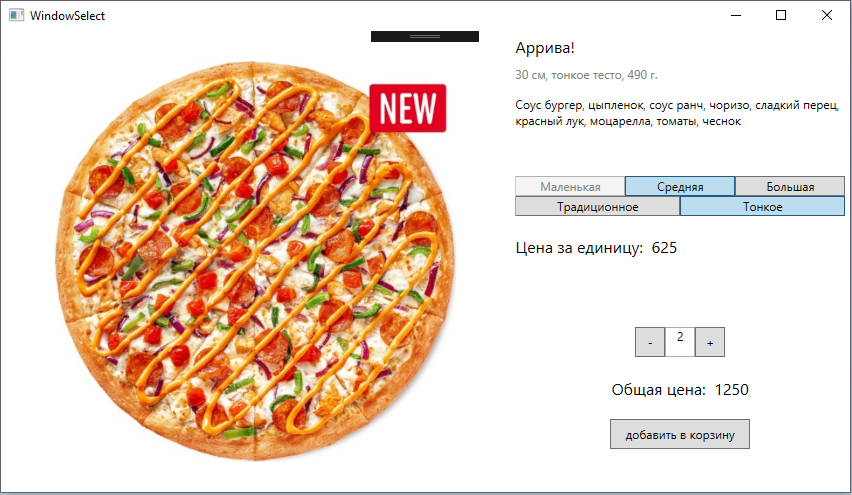 WindowSelect
NEW
Аррива!
30 см, тонкое тесто, 490 г.
Соус бургер, цыпленок, соус ранч, чоризо, сладкий перец,
красный лук, моцарелла, томаты, чеснок
Маленькая Средняя Большая
Традиционное Тонкое
Цена за единицу: 625
- 2 +
Общая цена: 1250
добавить в корзину